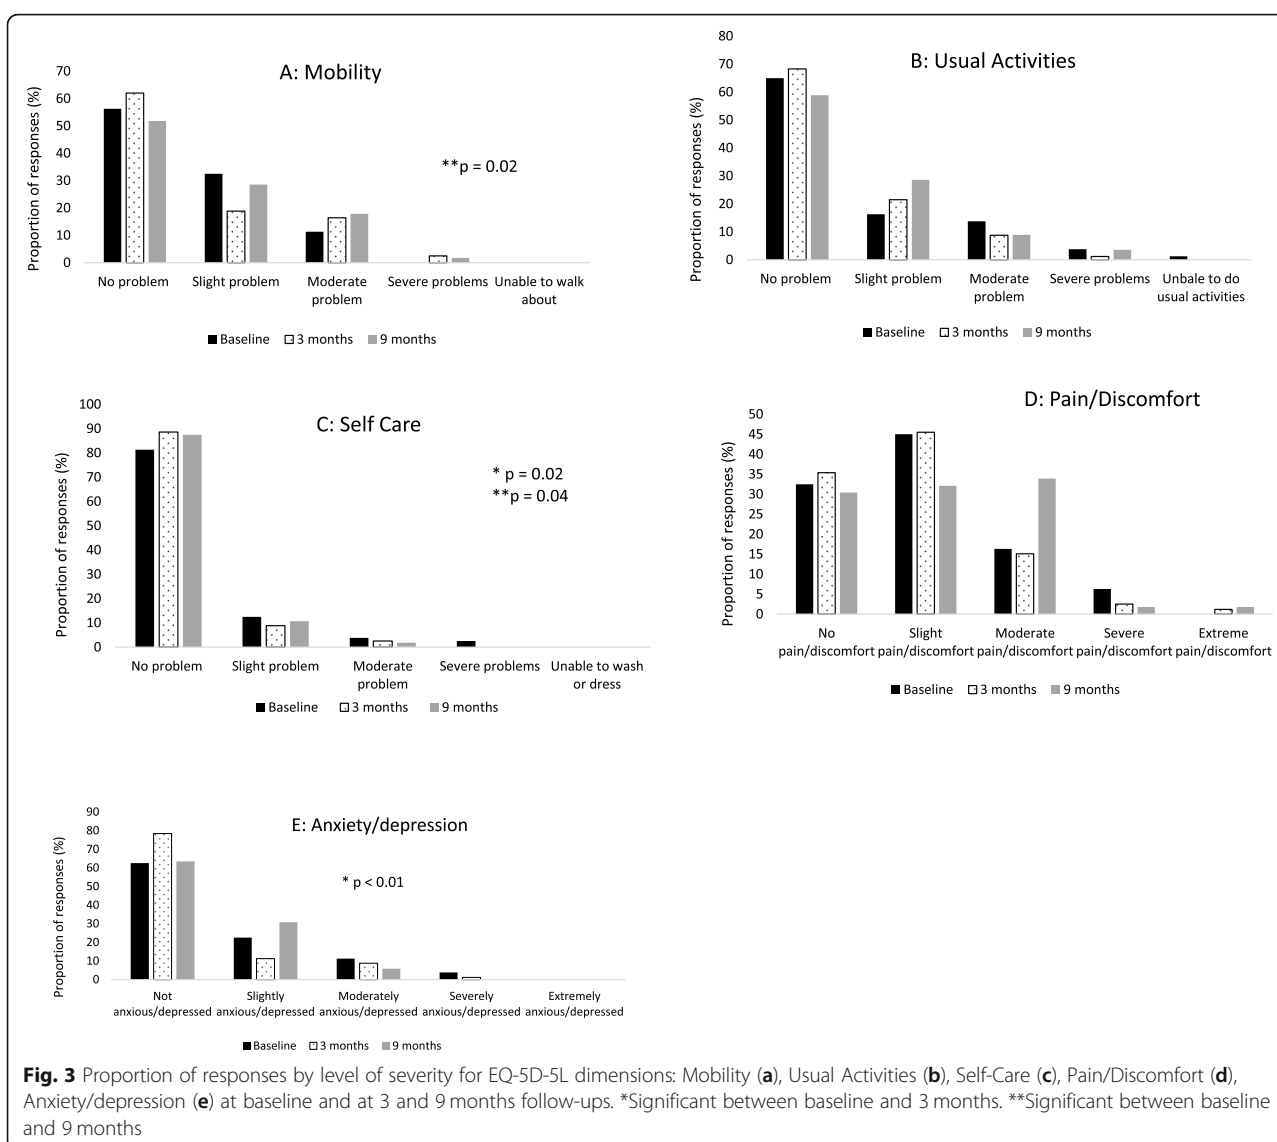 A: Mobility
Proportion of responses (%)
70
60
50
40
30
20
10
0
**p = 0.02
No problem Slight problem Moderate problem Severe problems Unable to walk about
Baseline 3 months 9 months
B: Usual Activities
Proportion of responses (%)
80
70
60
50
40
30
20
10
0
No problem Slight problem Moderate problem Severe problems Unbale to do usual activities
Baseline 3 months 9 months
C: Self Care
Proportion of responses (%)
100
90
80
70
60
50
40
30
20
10
0
* p = 0.02
**p = 0.04
No problem Slight problem Moderate problem Severe problems Unable to wash or dress
Baseline 3 months 9 months
D: Pain/Discomfort
Proportion of responses (%)
50
45
40
35
30
25
20
15
10
5
0
No pain/discomfort Slight pain/discomfort Moderate pain/discomfort Severe pain/discomfort Extreme pain/discomfort
Baseline 3 months 9 months
E: Anxiety/depression
Proportion of responses (%)
90
80
70
60
50
40
30
20
10
0
* p < 0.01
Not anxious/depressed Slightly anxious/depressed Moderately anxious/depressed Severely anxious/depressed Extremely anxious/depressed
Baseline 3 months 9 months
Fig. 3 Proportion of responses by level of severity for EQ-5D-5L dimensions: Mobility (a), Usual Activities (b), Self-Care (c), Pain/Discomfort (d),
Anxiety/depression (e) at baseline and at 3 and 9 months follow-ups. *Significant between baseline and 3 months. **Significant between baseline
and 9 months